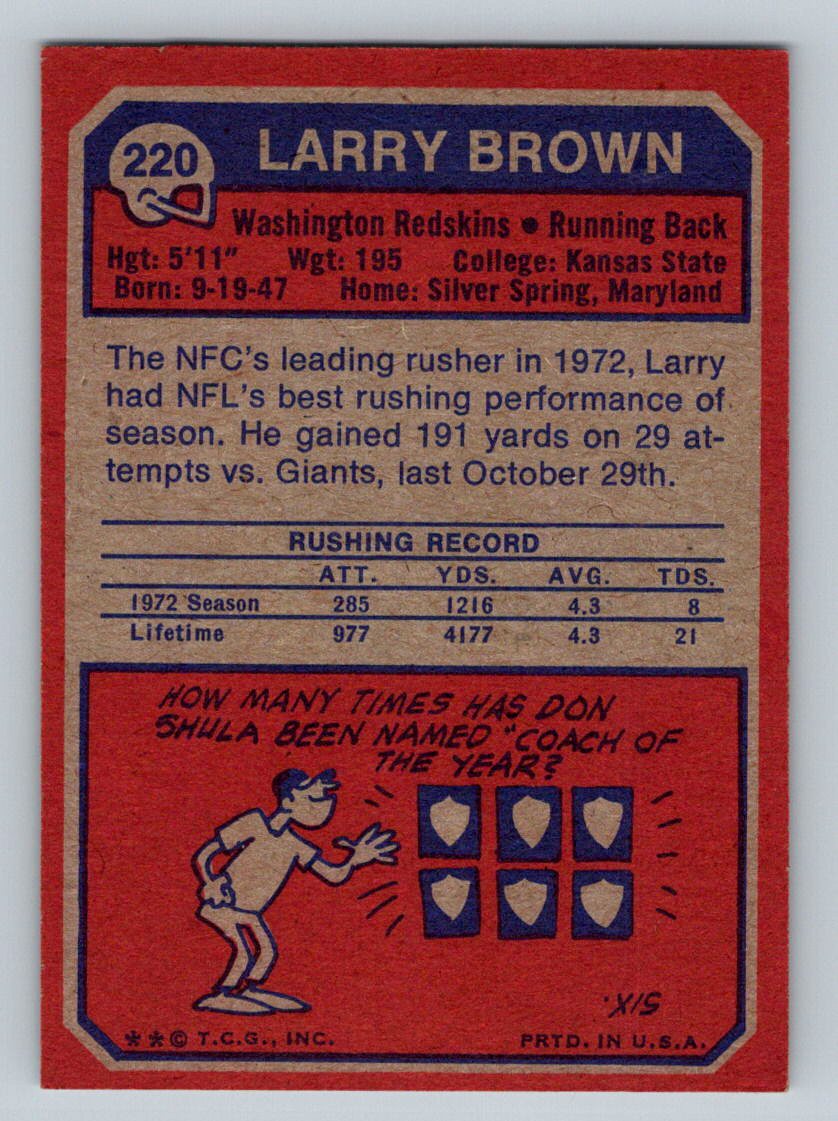 220
LARRY BROWN
Washington Redskins • Running Back
Hgt: 5'11" Wgt: 195 College: Kansas State
Born: 9-19-47 Home: Silver Spring, Maryland
The NFC's leading rusher in 1972, Larry
had NFL's best rushing performance of
season. He gained 191 yards on 29 at-
tempts vs. Giants, last October 29th.
RUSHING RECORD
ATT. YDS. AVG. TDS.
1972 Season 285 1216 4.3 8
Lifetime 977 4177 4.3 21
HOW MANY TIMES HAS DON
SHULA BEEN NAMED "COACH OF
THE YEAR?
SIX.
**© T.C.G., INC. PRTD. IN U.S.A.